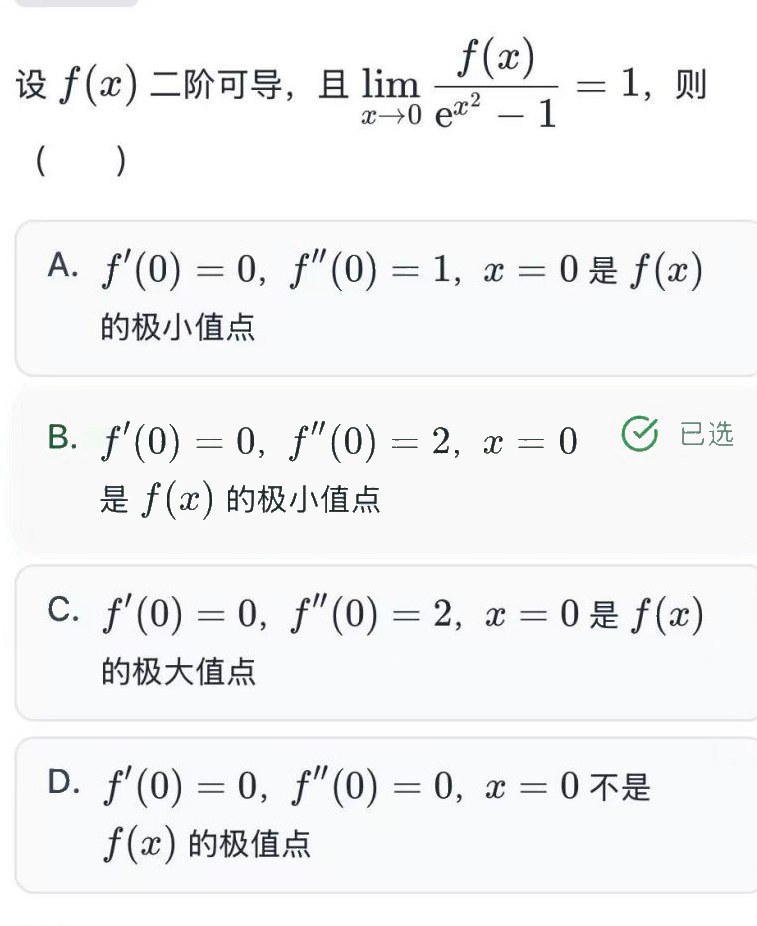 设 f(x) 二阶可导，且 lim_{x→0} f(x)/(e^{x^2} − 1) = 1，则
(　　)
A. f′(0) = 0, f″(0) = 1, x = 0 是 f(x)
的极小值点
B. f′(0) = 0, f″(0) = 2, x = 0 已选
是 f(x) 的极小值点
C. f′(0) = 0, f″(0) = 2, x = 0 是 f(x)
的极大值点
D. f′(0) = 0, f″(0) = 0, x = 0 不是
f(x) 的极值点